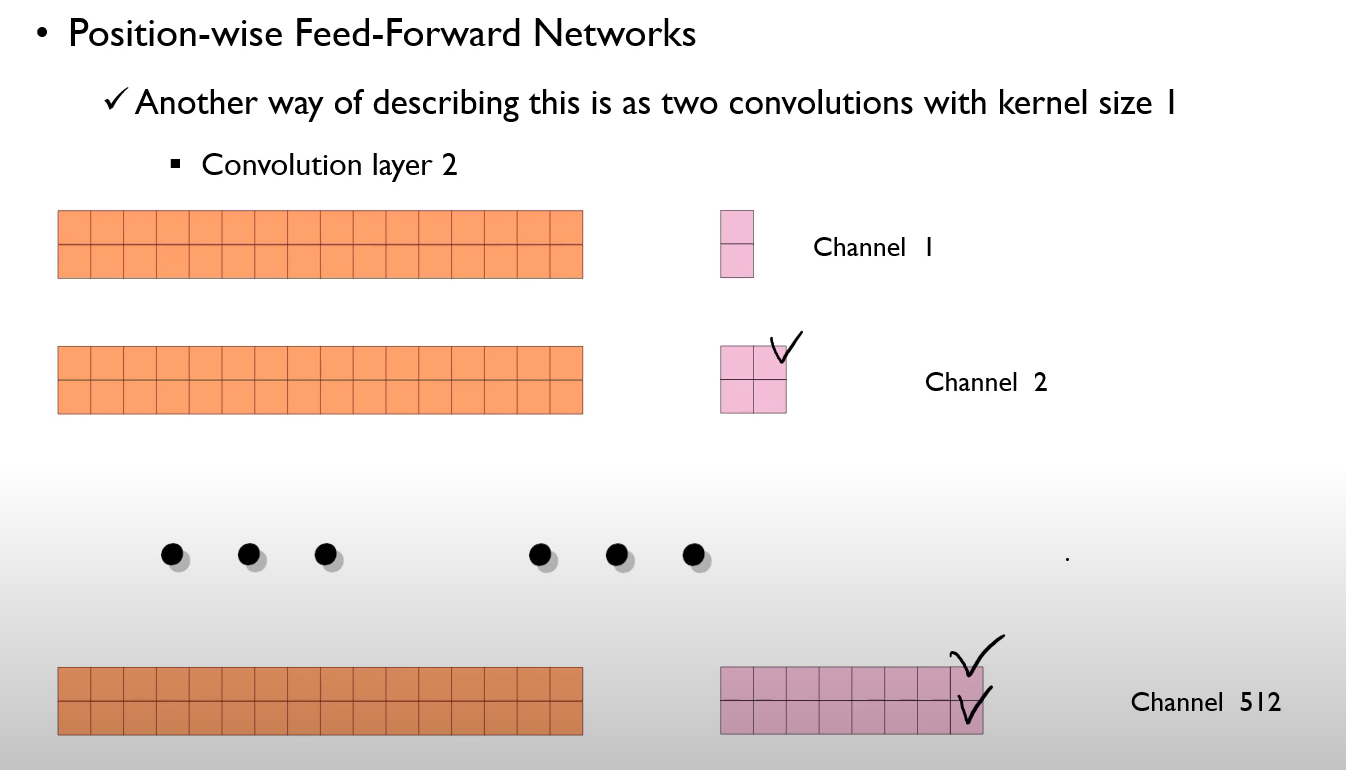 • Position-wise Feed-Forward Networks
✓ Another way of describing this is as two convolutions with kernel size 1
▪ Convolution layer 2
Channel 1
Channel 2
Channel 512